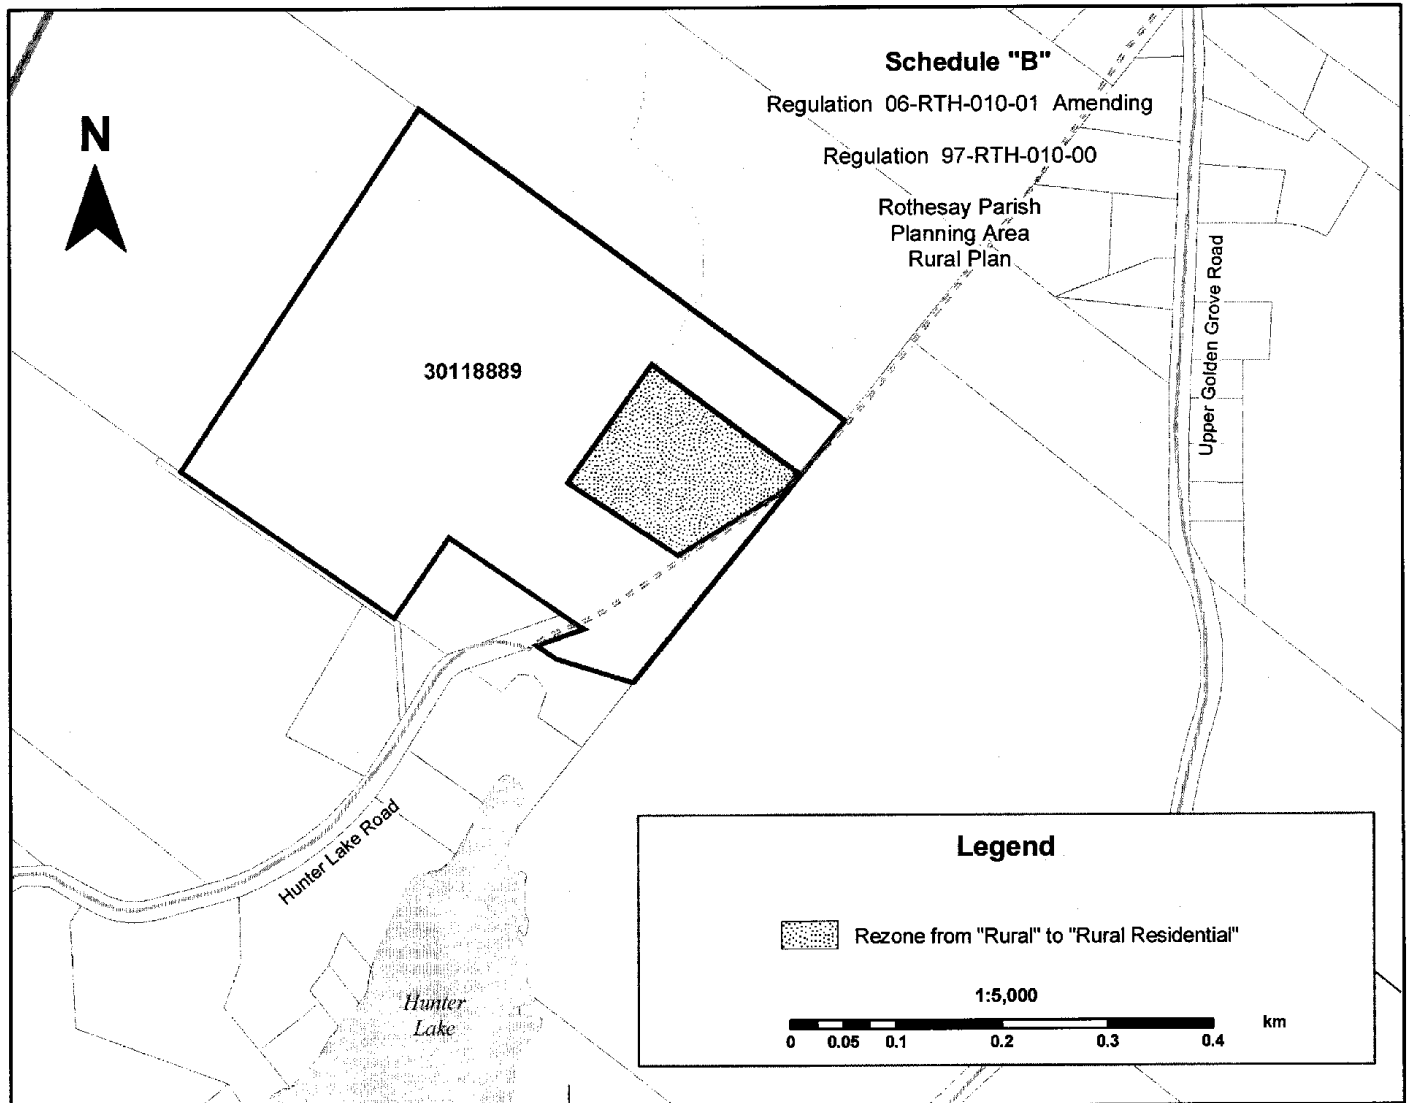 Schedule "B"
Regulation 06-RTH-010-01 Amending
Regulation 97-RTH-010-00
Rothesay Parish
Planning Area
Rural Plan
N
30118889
Upper Golden Grove Road
Hunter Lake Road
Hunter
Lake
Legend
Rezone from "Rural" to "Rural Residential"
1:5,000
km
0 0.05 0.1 0.2 0.3 0.4